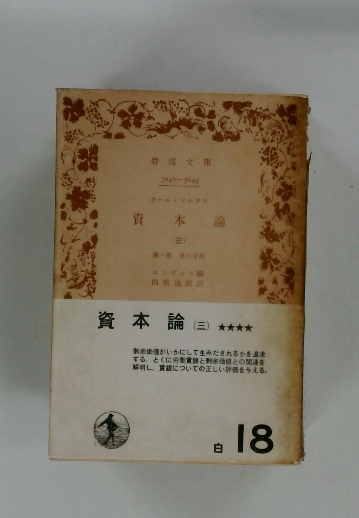 岩波文庫
3646—3649
カール・マルクス
資本論
(三)
第一巻 第三分冊
エンゲルス編
向坂逸郎訳
資本論 (三) ★★★★
剰余価値がいかにして生みだされるかを追求
する。とくに労働賃銀と剰余価値との関連を
解明し、賃銀についての正しい評価を与える。
白 18